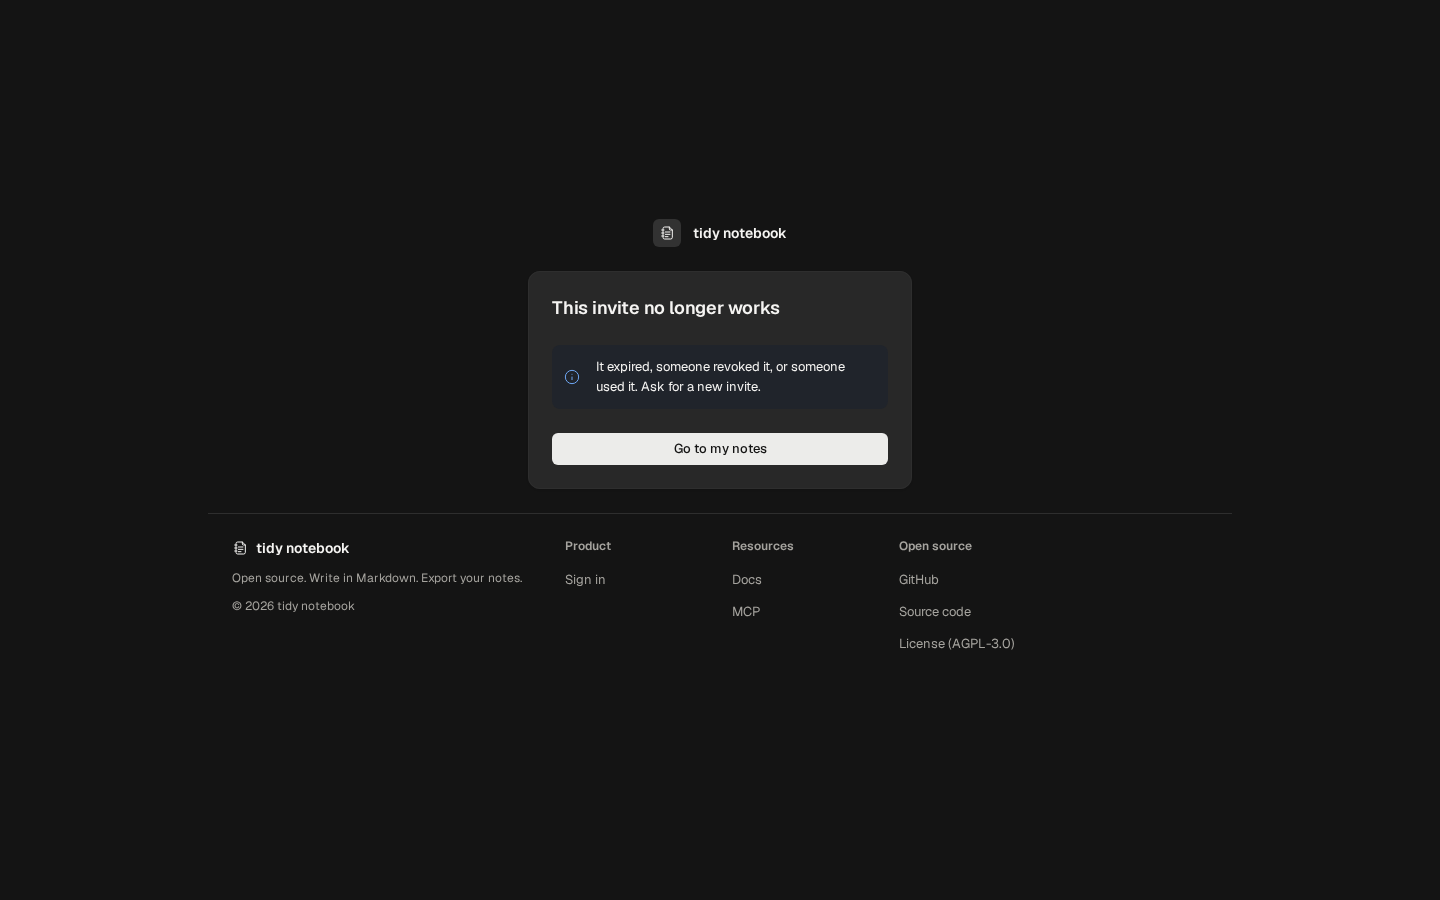 tidy notebook
This invite no longer works
It expired, someone revoked it, or someone
used it. Ask for a new invite.
Go to my notes
tidy notebook
Open source. Write in Markdown. Export your notes.
© 2026 tidy notebook
Product
Sign in
Resources
Docs
MCP
Open source
GitHub
Source code
License (AGPL-3.0)